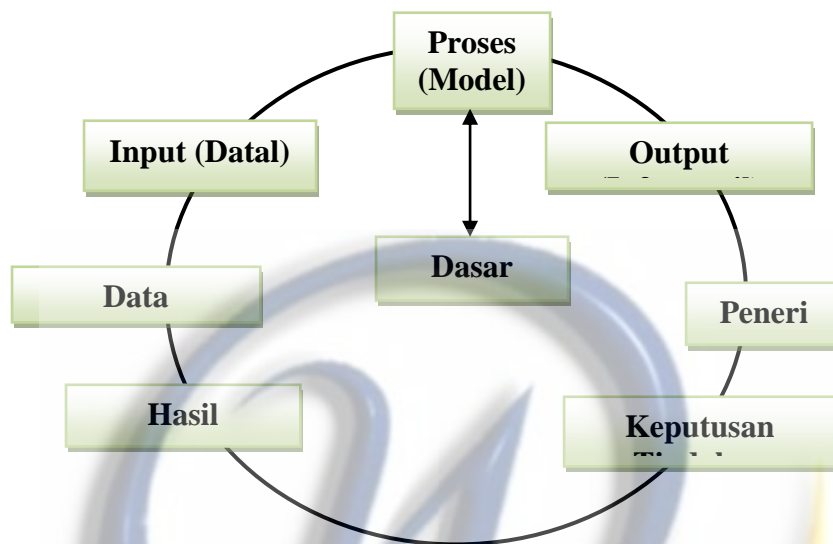 Proses
(Model)
Input (Datal)
Output
Dasar
Data
Peneri
Hasil
Keputusan